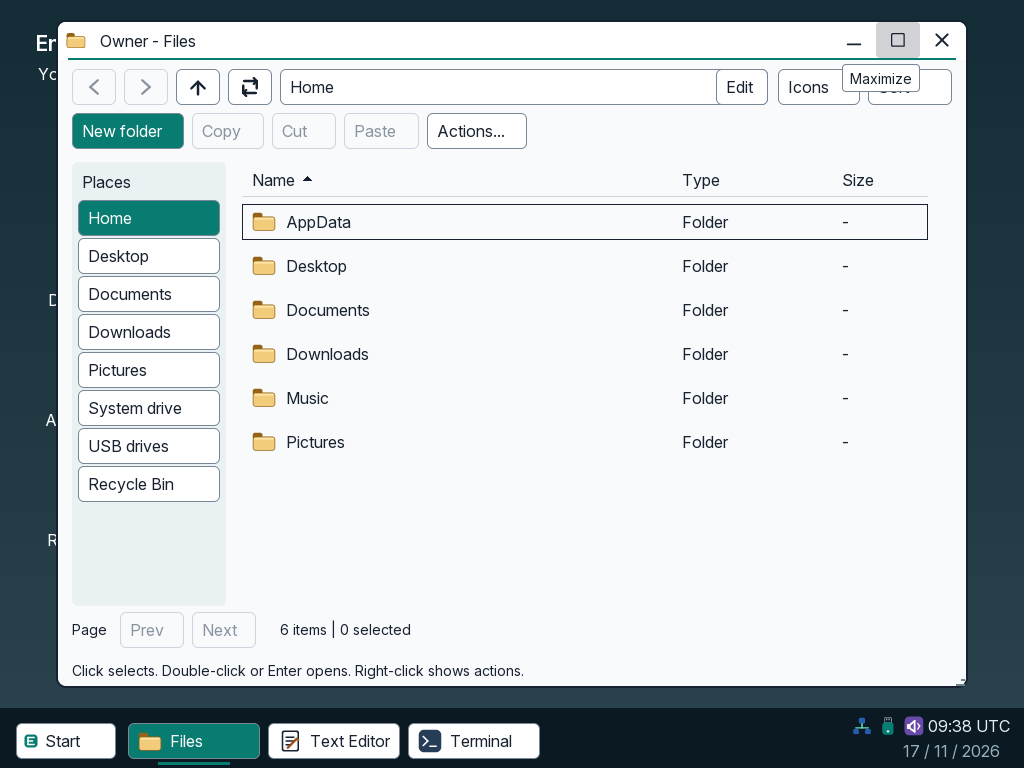 En
Yo
D
A
R
Owner - Files
Home
Edit
Icons
Maximize
New folder
Copy
Cut
Paste
Actions...
Places
Home
Desktop
Documents
Downloads
Pictures
System drive
USB drives
Recycle Bin
Name Type Size
AppData Folder -
Desktop Folder -
Documents Folder -
Downloads Folder -
Music Folder -
Pictures Folder -
Page Prev Next 6 items | 0 selected
Click selects. Double-click or Enter opens. Right-click shows actions.
E Start
Files
Text Editor
Terminal
09:38 UTC
17 / 11 / 2026